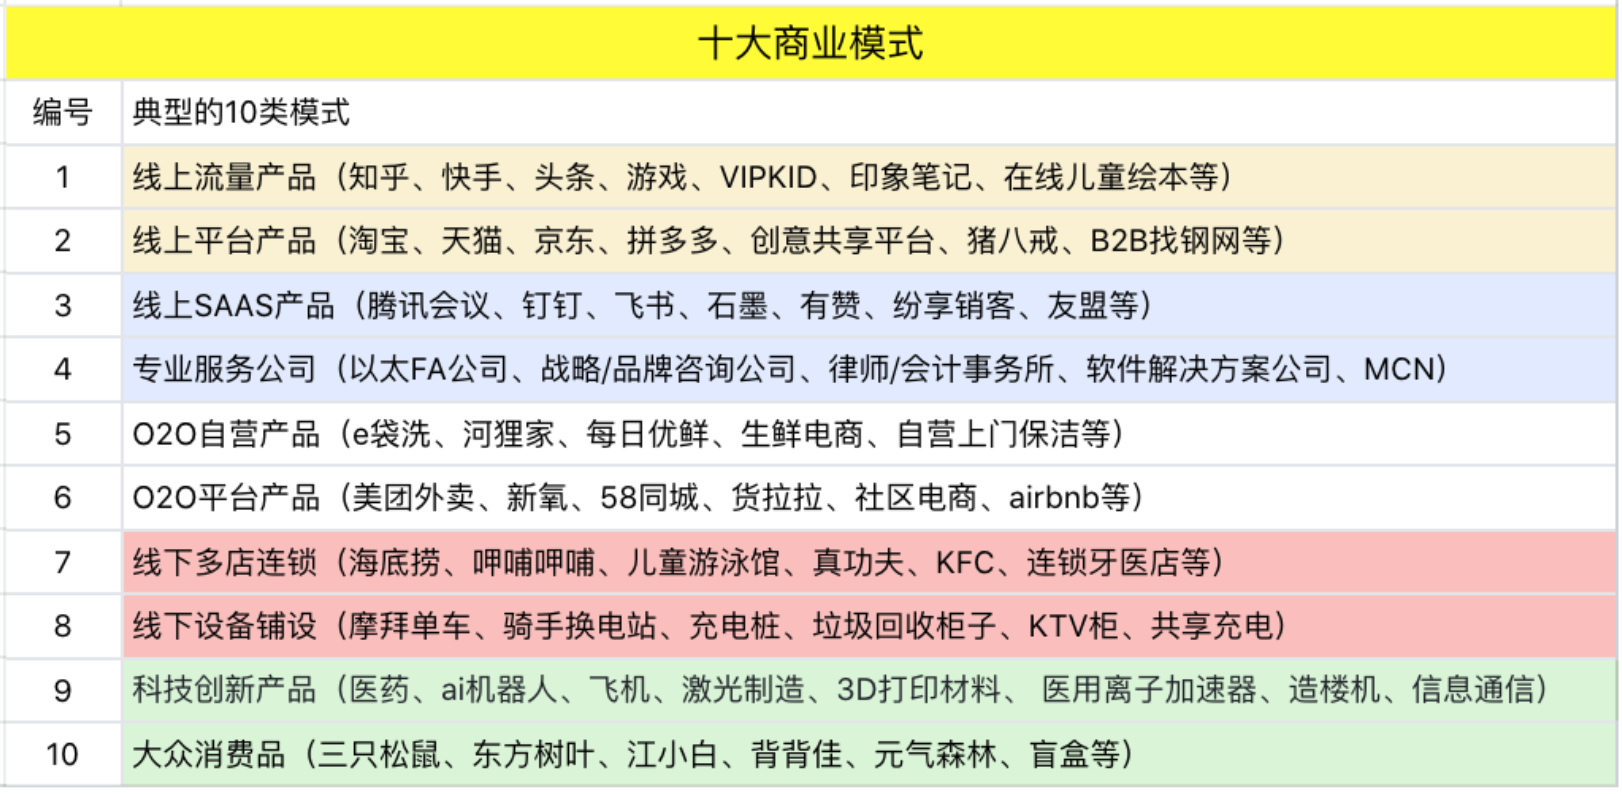 十大商业模式
编号 典型的10类模式
1 线上流量产品（知乎、快手、头条、游戏、VIPKID、印象笔记、在线儿童绘本等）
2 线上平台产品（淘宝、天猫、京东、拼多多、创意共享平台、猪八戒、B2B找钢网等）
3 线上SAAS产品（腾讯会议、钉钉、飞书、石墨、有赞、纷享销客、友盟等）
4 专业服务公司（以太FA公司、战略/品牌咨询公司、律师/会计事务所、软件解决方案公司、MCN）
5 O2O自营产品（e袋洗、河狸家、每日优鲜、生鲜电商、自营上门保洁等）
6 O2O平台产品（美团外卖、新氧、58同城、货拉拉、社区电商、airbnb等）
7 线下多店连锁（海底捞、呷哺呷哺、儿童游泳馆、真功夫、KFC、连锁牙医店等）
8 线下设备铺设（摩拜单车、骑手换电站、充电桩、垃圾回收柜子、KTV柜、共享充电）
9 科技创新产品（医药、ai机器人、飞机、激光制造、3D打印材料、 医用离子加速器、造楼机、信息通信）
10 大众消费品（三只松鼠、东方树叶、江小白、背背佳、元气森林、盲盒等）